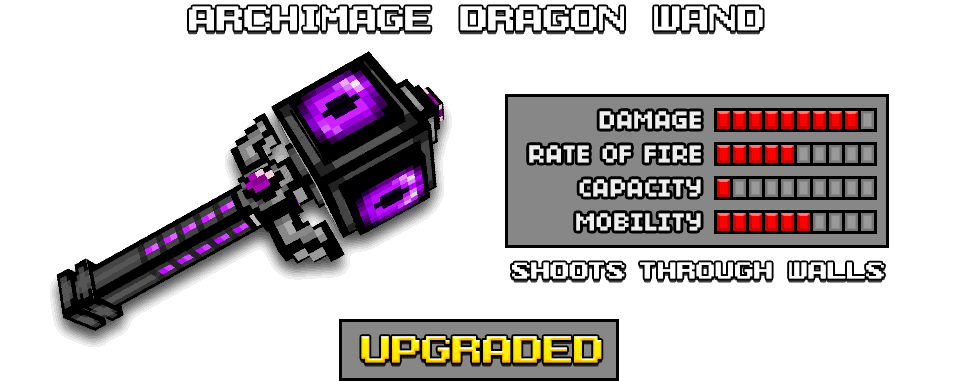 ARCHIMAGE DRAGON WAND
DAMAGE
RATE OF FIRE
CAPACITY
MOBILITY
SHOOTS THROUGH WALLS
UPGRADED